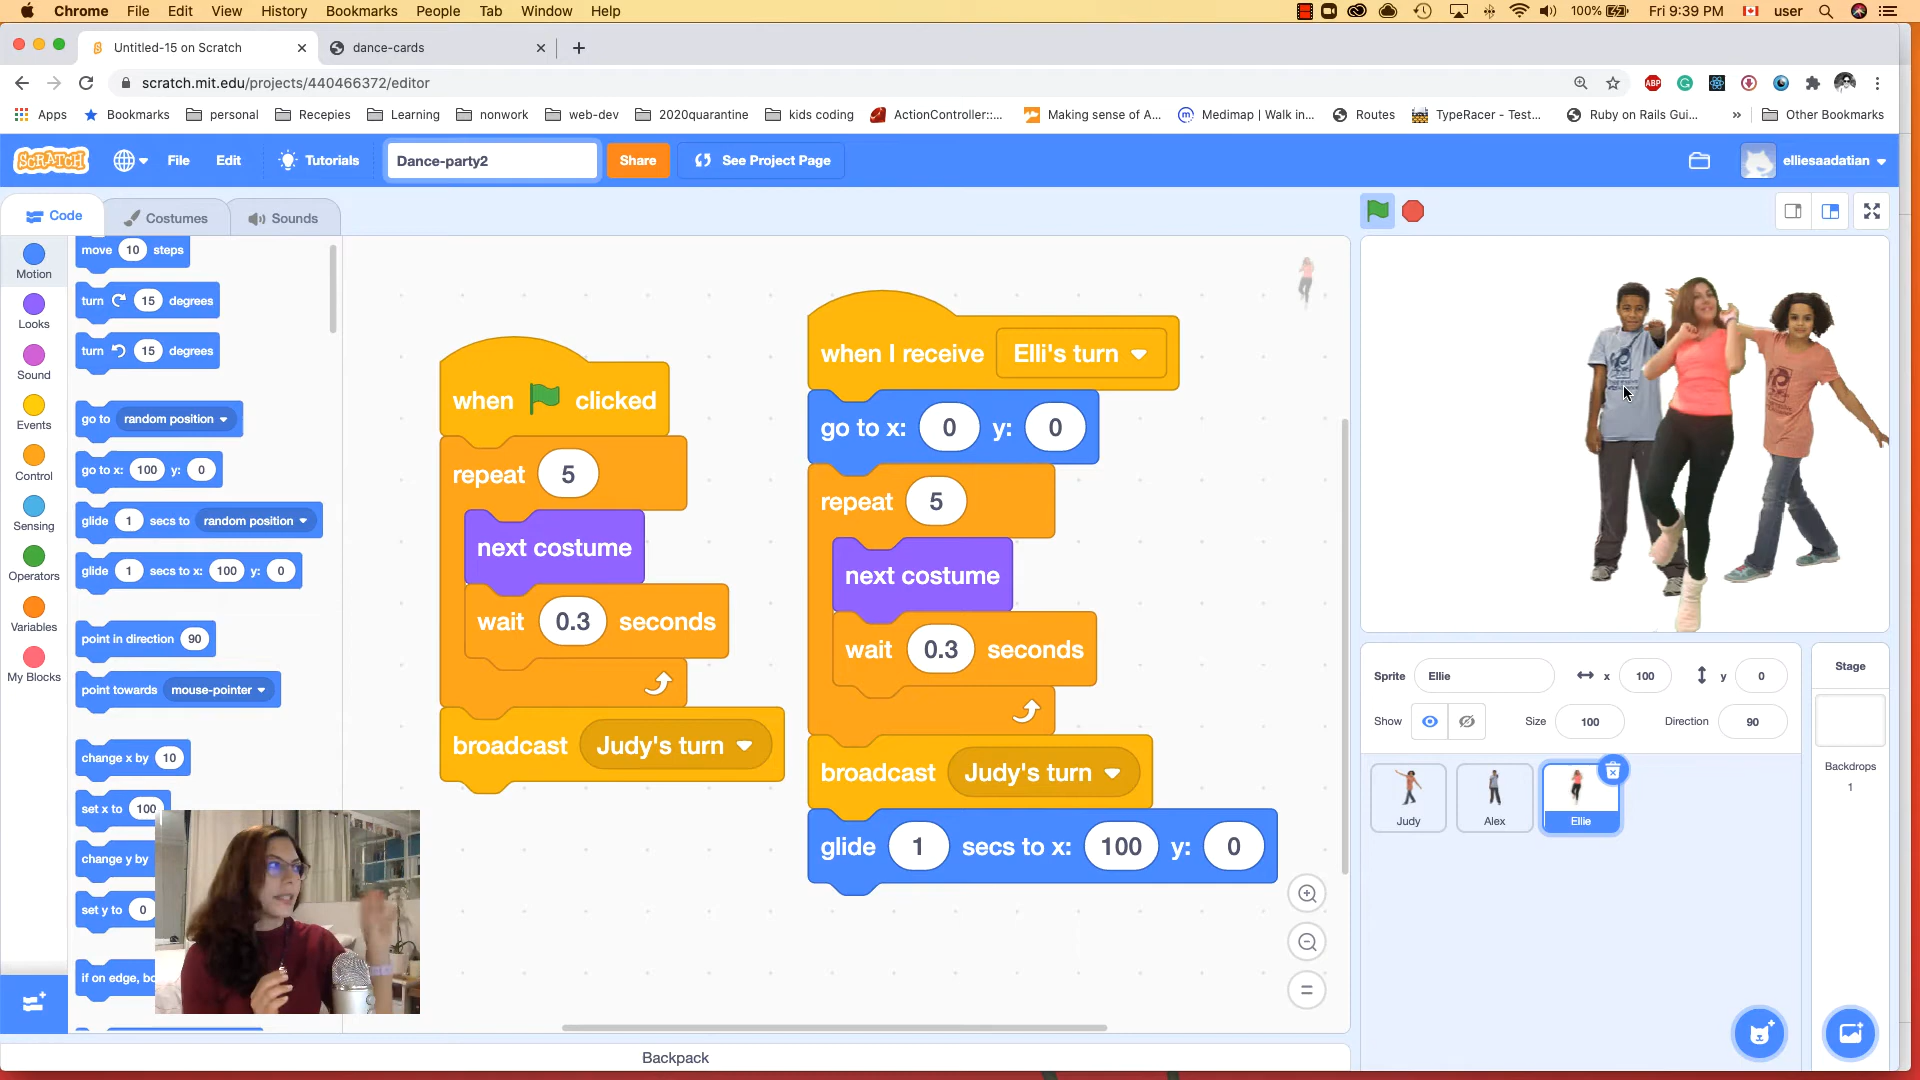 Chrome File Edit View History Bookmarks People Tab Window Help 100% Fri 9:39 PM user
Untitled-15 on Scratch dance-cards
scratch.mit.edu/projects/440466372/editor ABP
Apps Bookmarks personal Recepies Learning nonwork web-dev 2020quarantine kids coding ActionController::... Making sense of A... Medimap | Walk in... Routes TypeRacer - Test... Ruby on Rails Gui... » Other Bookmarks
SCRATCH File Edit Tutorials Dance-party2 Share See Project Page elliesaadatian
Code Costumes Sounds
Motion
Looks
Sound
Events
Control
Sensing
Operators
Variables
My Blocks
move 10 steps
turn 15 degrees
turn 15 degrees
go to random position
go to x: 100 y: 0
glide 1 secs to random position
glide 1 secs to x: 100 y: 0
point in direction 90
point towards mouse-pointer
change x by 10
set x to 100
change y by
set y to 0
if on edge, bo
when clicked
repeat 5
next costume
wait 0.3 seconds
broadcast Judy's turn
when I receive Elli's turn
go to x: 0 y: 0
repeat 5
next costume
wait 0.3 seconds
broadcast Judy's turn
glide 1 secs to x: 100 y: 0
Sprite Ellie x 100 y 0
Show Size 100 Direction 90
Judy Alex Ellie
Stage
Backdrops
1
Backpack